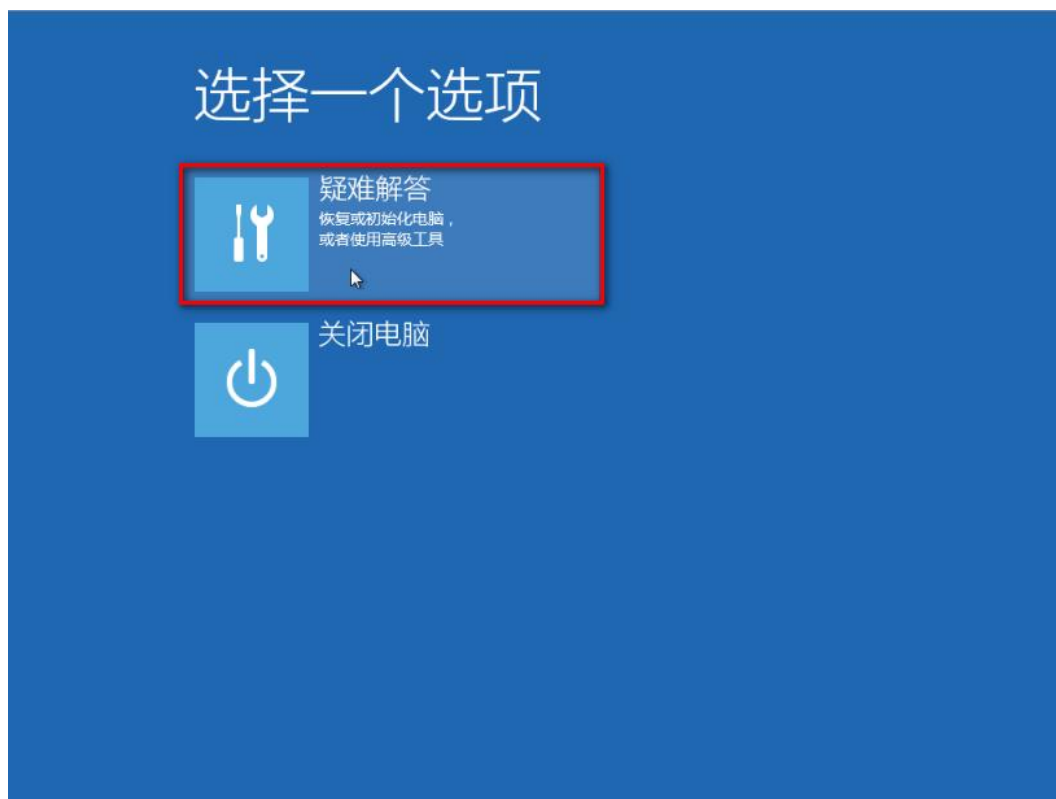 选择一个选项
疑难解答
恢复或初始化电脑，
或者使用高级工具
关闭电脑